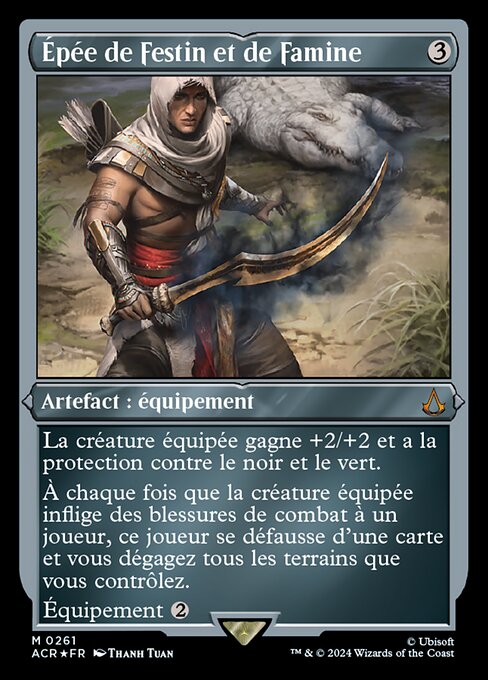 Épée de Festin et de Famine 3
Artefact : équipement
La créature équipée gagne +2/+2 et a la
protection contre le noir et le vert.
À chaque fois que la créature équipée
inflige des blessures de combat à un
joueur, ce joueur se défausse d'une carte
et vous dégagez tous les terrains que
vous contrôlez.
Équipement 2
M 0261
ACR★FR Thanh Tuan
© Ubisoft
™ & © 2024 Wizards of the Coast